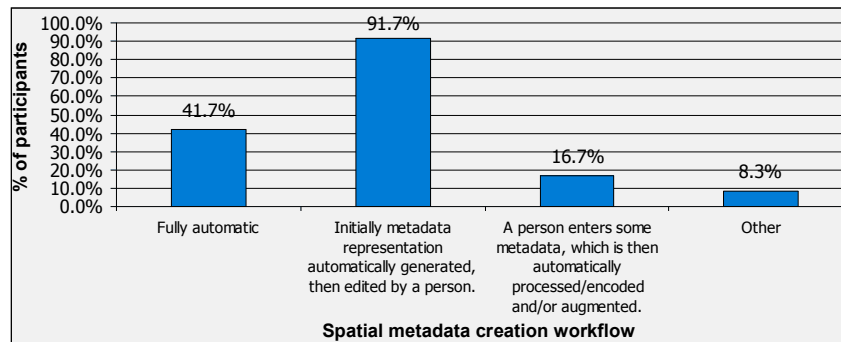 % of participants
100.0%
90.0%
80.0%
70.0%
60.0%
50.0%
40.0%
30.0%
20.0%
10.0%
0.0%
41.7%
91.7%
16.7%
8.3%
Fully automatic
Initially metadata
representation
automatically generated,
then edited by a person.
A person enters some
metadata, which is then
automatically
processed/encoded
and/or augmented.
Other
Spatial metadata creation workflow